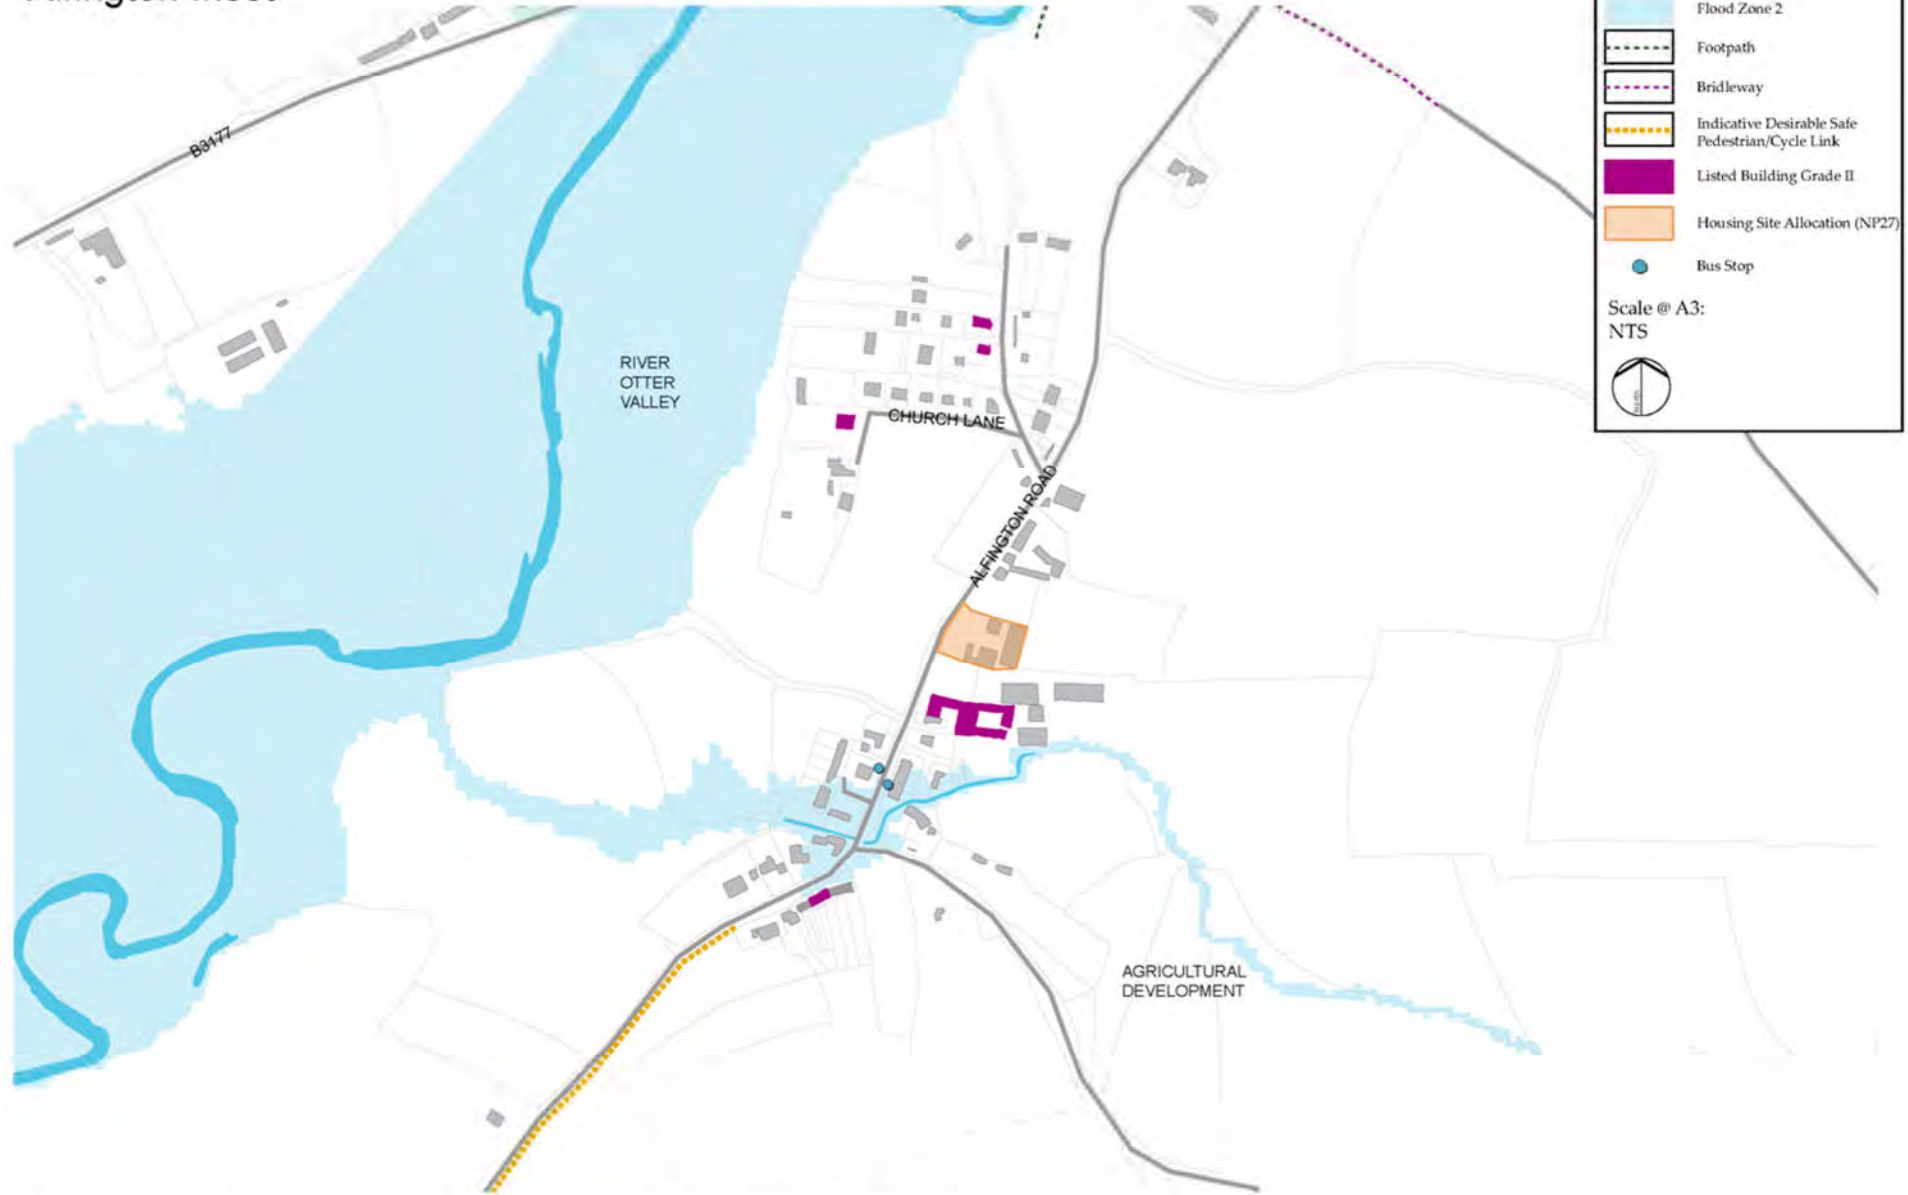 B3177
RIVER
OTTER
VALLEY
CHURCH LANE
ALFINGTON ROAD
AGRICULTURAL
DEVELOPMENT
Flood Zone 2
Footpath
Bridleway
Indicative Desirable Safe
Pedestrian/Cycle Link
Listed Building Grade II
Housing Site Allocation (NP27)
Bus Stop
Scale @ A3:
NTS
North